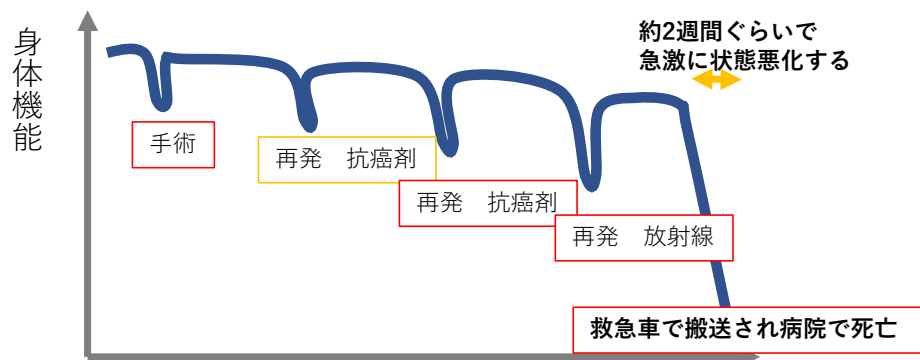 身体機能
約2週間ぐらいで
急激に状態悪化する
手術
再発　抗癌剤
再発　抗癌剤
再発　放射線
救急車で搬送され病院で死亡